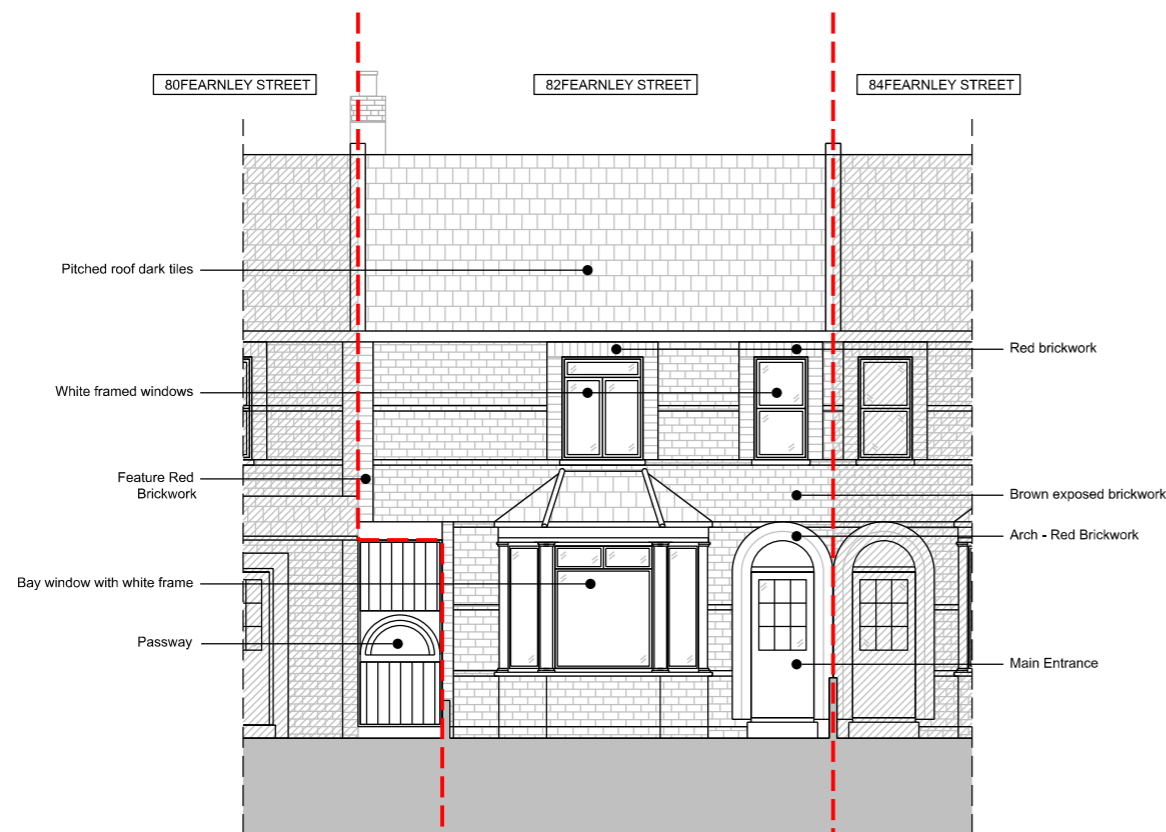 80FEARNLEY STREET
82FEARNLEY STREET
84FEARNLEY STREET
Pitched roof dark tiles
Red brickwork
White framed windows
Feature Red
Brickwork
Brown exposed brickwork
Arch - Red Brickwork
Bay window with white frame
Passway
Main Entrance